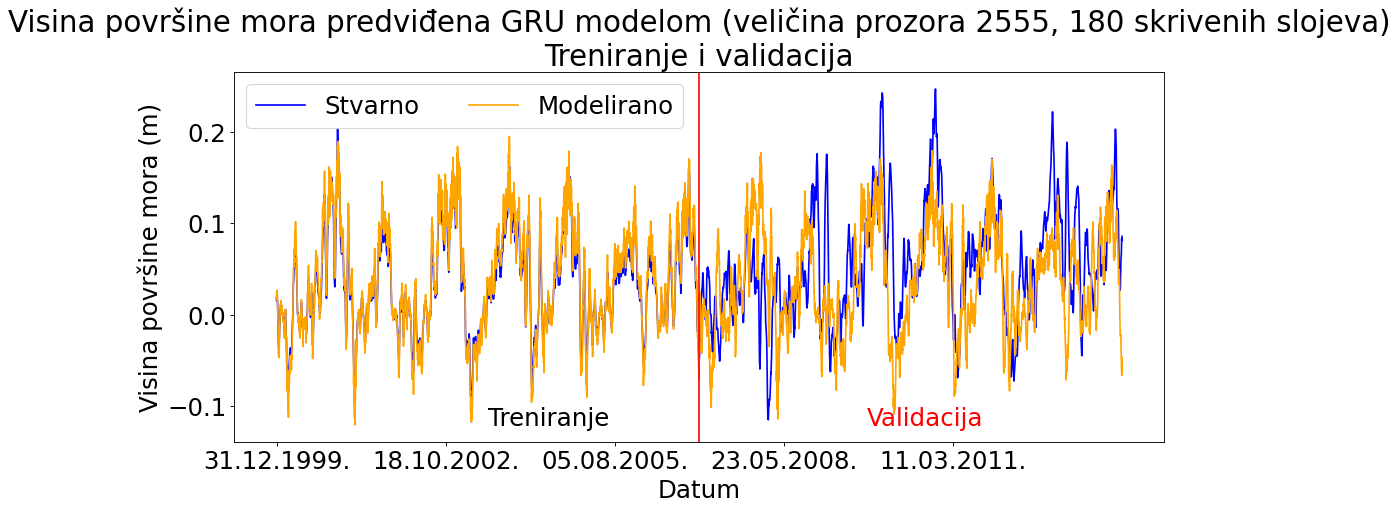 Visina površine mora predviđena GRU modelom (veličina prozora 2555, 180 skrivenih slojeva)
Treniranje i validacija
Stvarno
Modelirano
Visina površine mora (m)
0.2
0.1
0.0
−0.1
Treniranje
Validacija
31.12.1999.
18.10.2002.
05.08.2005.
23.05.2008.
11.03.2011.
Datum